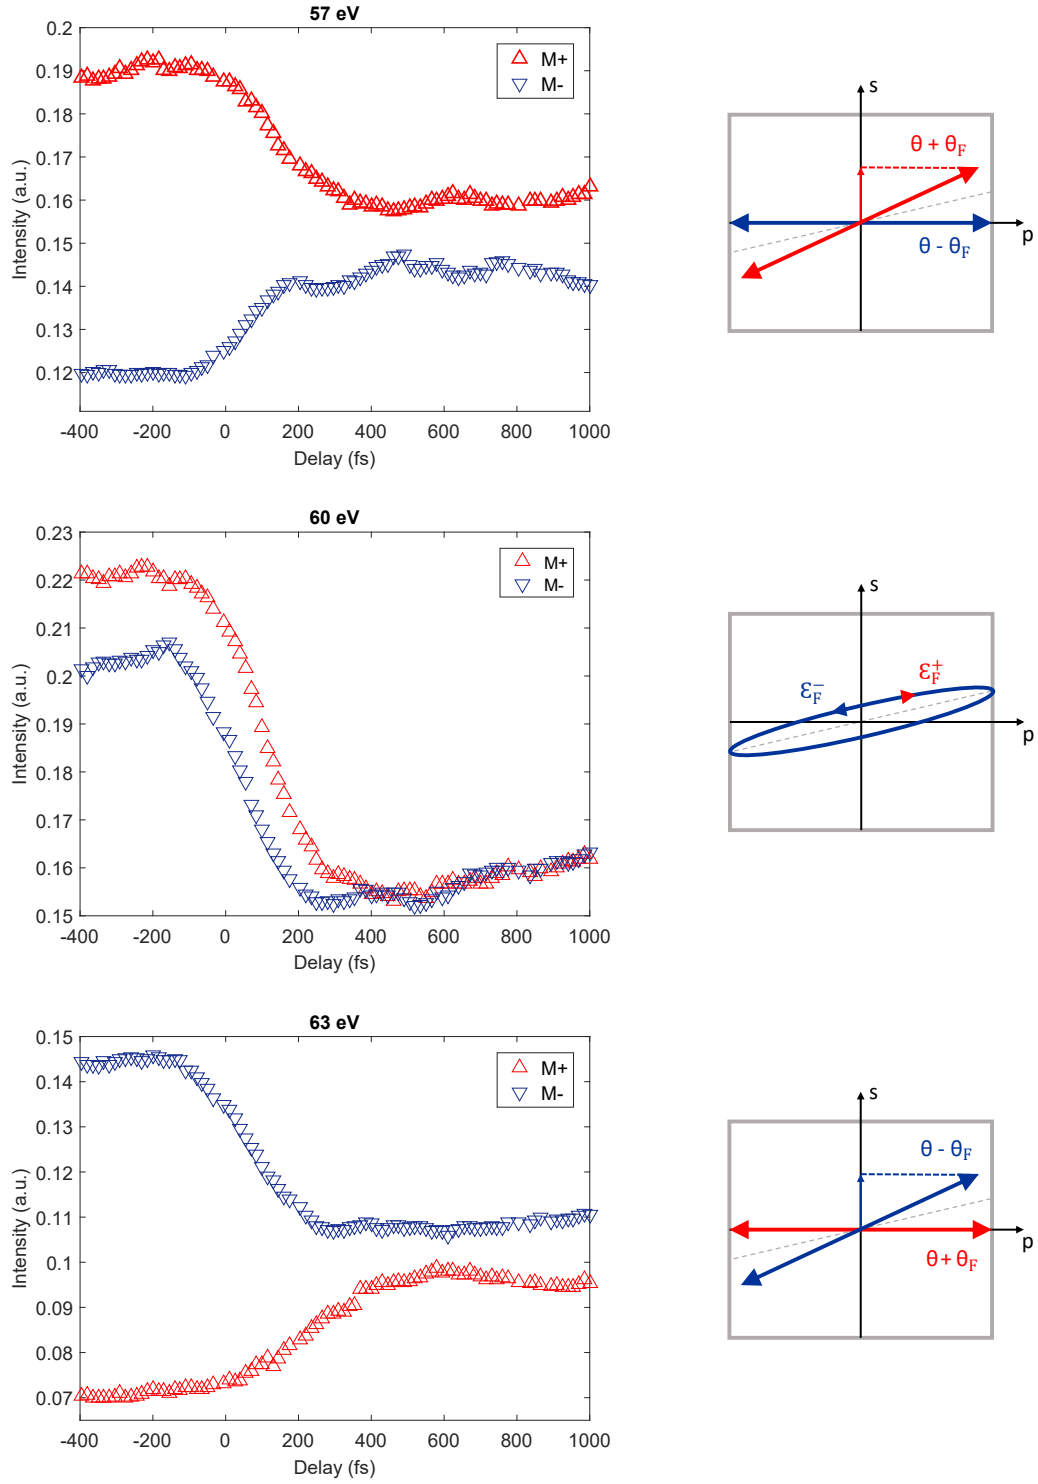 57 eV
0.2
0.19
0.18
0.17
0.16
0.15
0.14
0.13
0.12
Intensity (a.u.)
-400 -200 0 200 400 600 800 1000
Delay (fs)
M+
M-
s
θ + θF
θ - θF
p
60 eV
0.23
0.22
0.21
0.2
0.19
0.18
0.17
0.16
0.15
Intensity (a.u.)
-400 -200 0 200 400 600 800 1000
Delay (fs)
M+
M-
s
εF−
εF+
p
63 eV
0.15
0.14
0.13
0.12
0.11
0.1
0.09
0.08
0.07
Intensity (a.u.)
-400 -200 0 200 400 600 800 1000
Delay (fs)
M+
M-
s
θ - θF
θ + θF
p